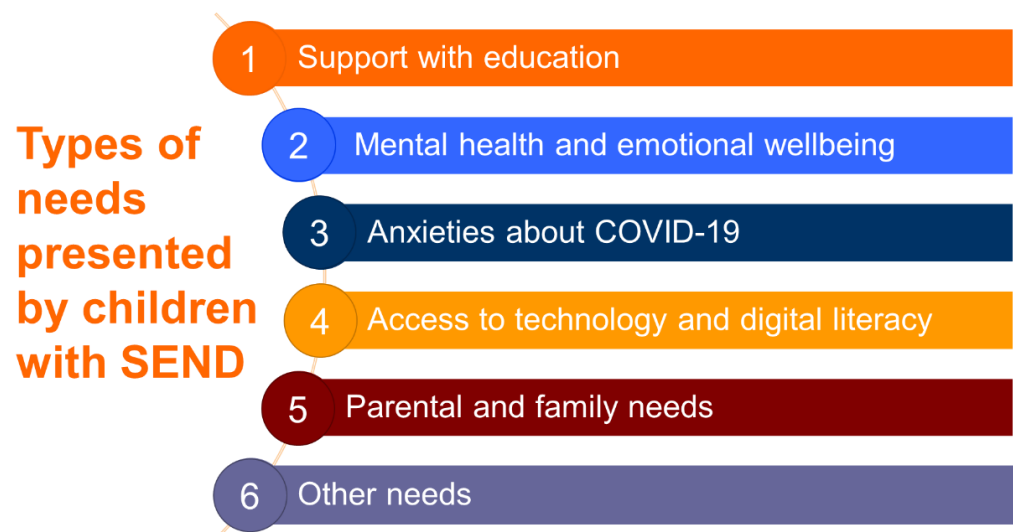 Types of
needs
presented
by children
with SEND
1 Support with education
2 Mental health and emotional wellbeing
3 Anxieties about COVID-19
4 Access to technology and digital literacy
5 Parental and family needs
6 Other needs